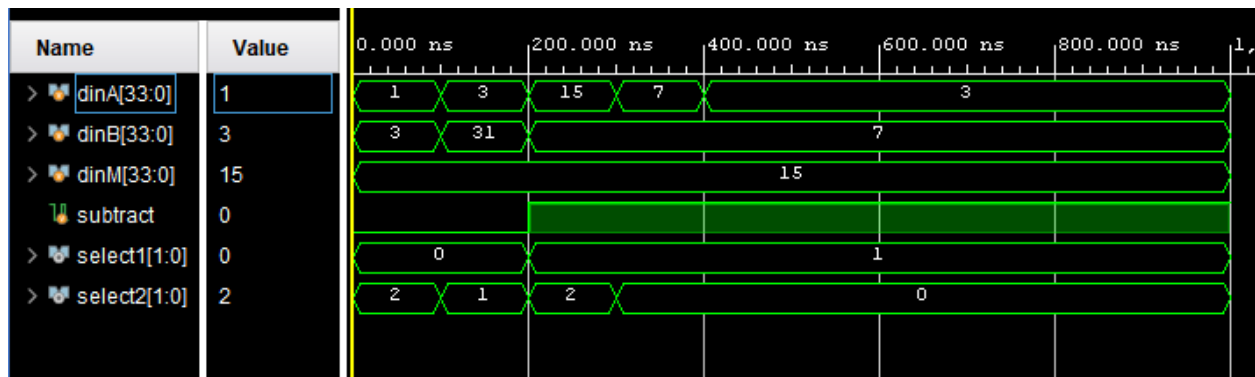 Name Value 0.000 ns 200.000 ns 400.000 ns 600.000 ns 800.000 ns 1,
> dinA[33:0] 1 1 3 15 7 3
> dinB[33:0] 3 3 31 7
> dinM[33:0] 15 15
subtract 0
> select1[1:0] 0 0 1
> select2[1:0] 2 2 1 2 0